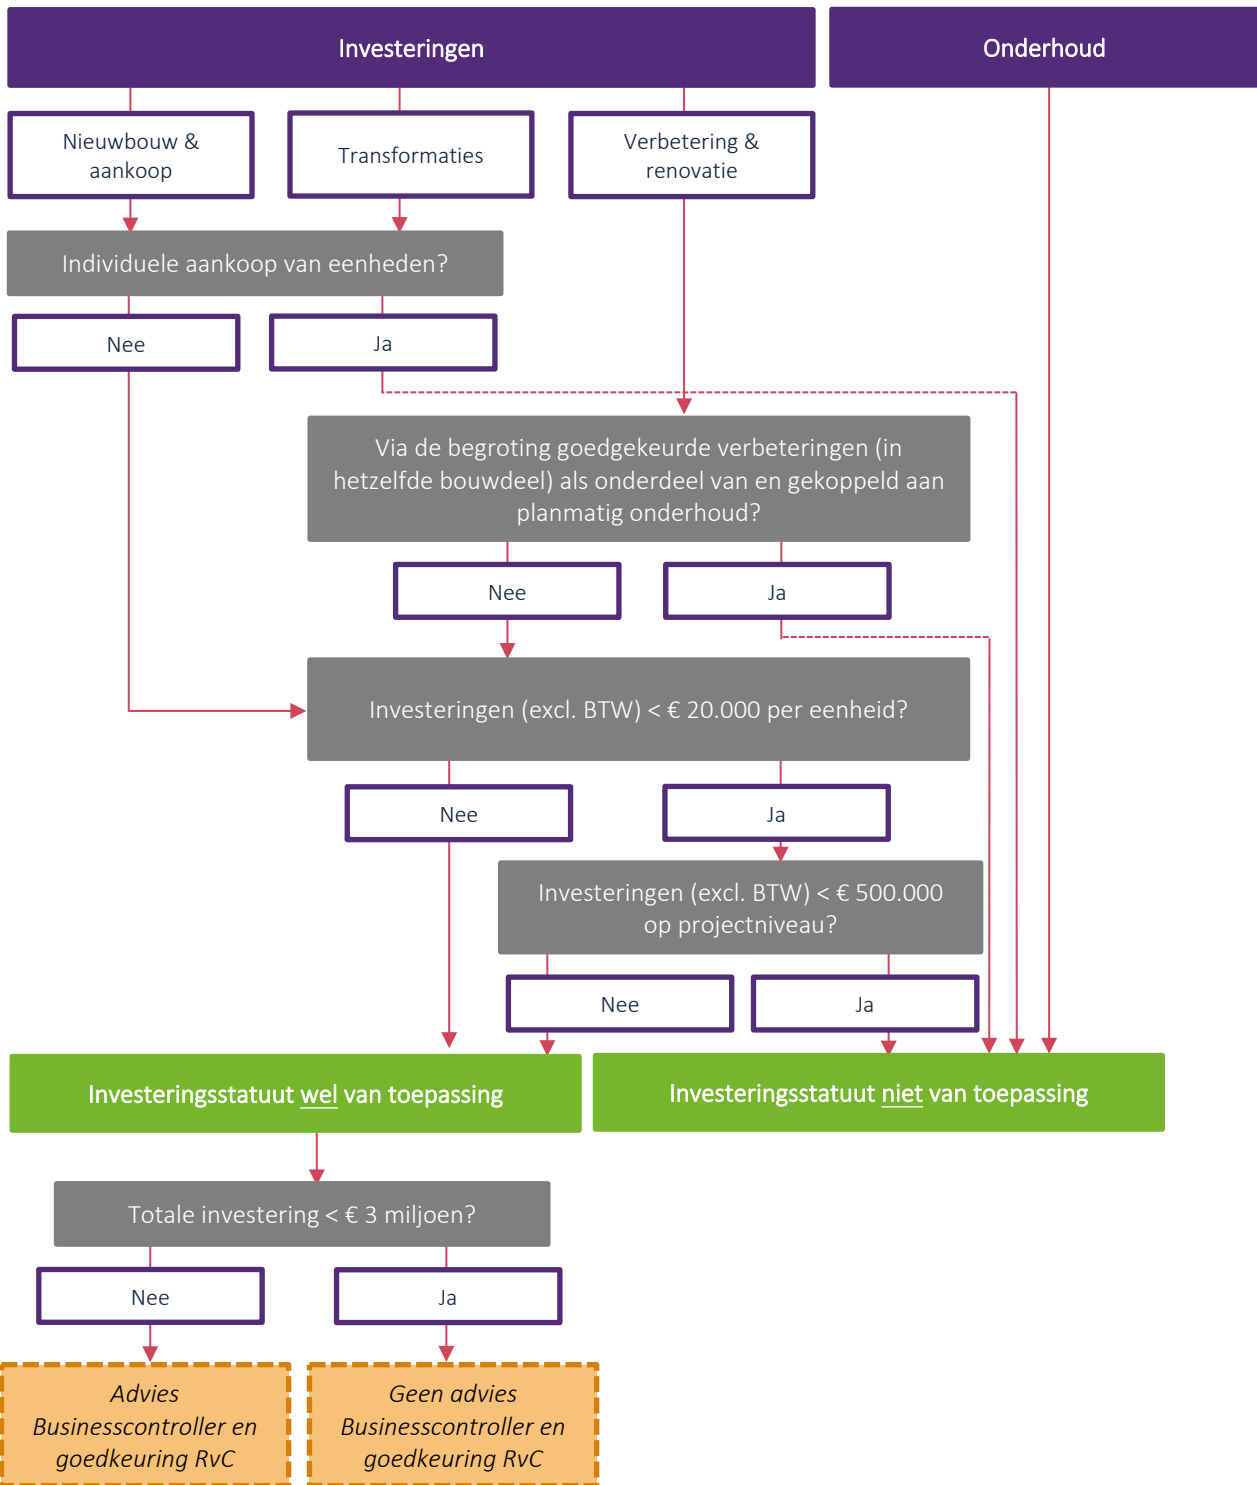 Investeringen
Onderhoud
Nieuwbouw &
aankoop
Transformaties
Verbetering &
renovatie
Individuele aankoop van eenheden?
Nee
Ja
Via de begroting goedgekeurde verbeteringen (in
hetzelfde bouwdeel) als onderdeel van en gekoppeld aan
planmatig onderhoud?
Nee
Ja
Investeringen (excl. BTW) < € 20.000 per eenheid?
Nee
Ja
Investeringen (excl. BTW) < € 500.000
op projectniveau?
Nee
Ja
Investeringsstatuut wel van toepassing
Investeringsstatuut niet van toepassing
Totale investering < € 3 miljoen?
Nee
Ja
Advies
Businesscontroller en
goedkeuring RvC
Geen advies
Businesscontroller en
goedkeuring RvC